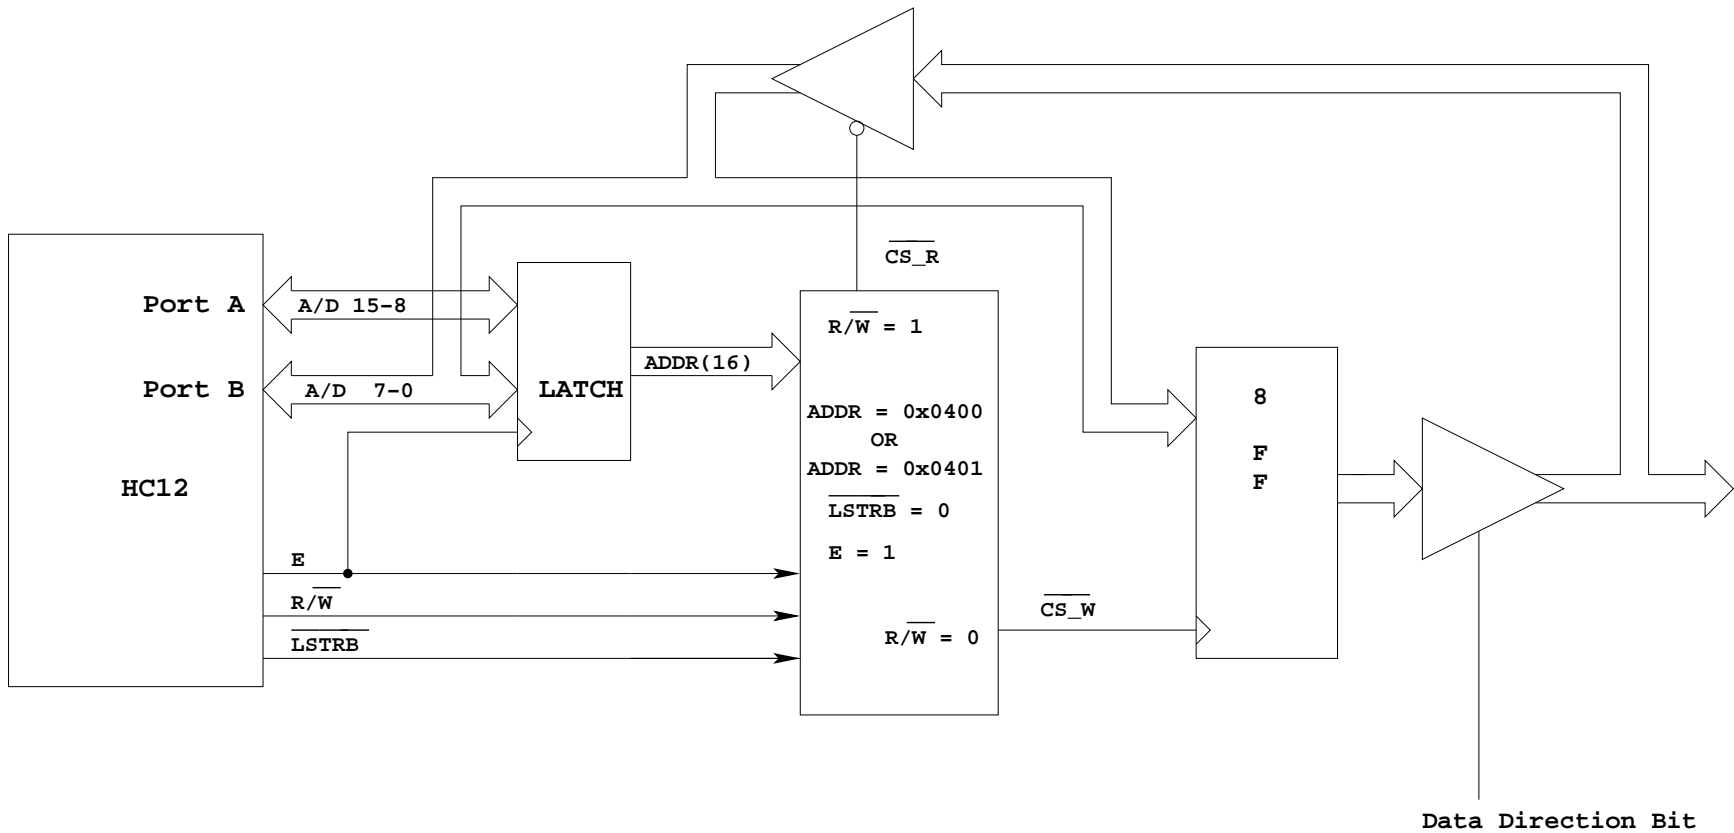 CS_R
Port A
A/D 15-8
R/W = 1
ADDR(16)
Port B
A/D 7-0
LATCH
8
F
F
ADDR = 0x0400
OR
ADDR = 0x0401
HC12
LSTRB = 0
E = 1
E
R/W
CS_W
LSTRB
R/W = 0
Data Direction Bit